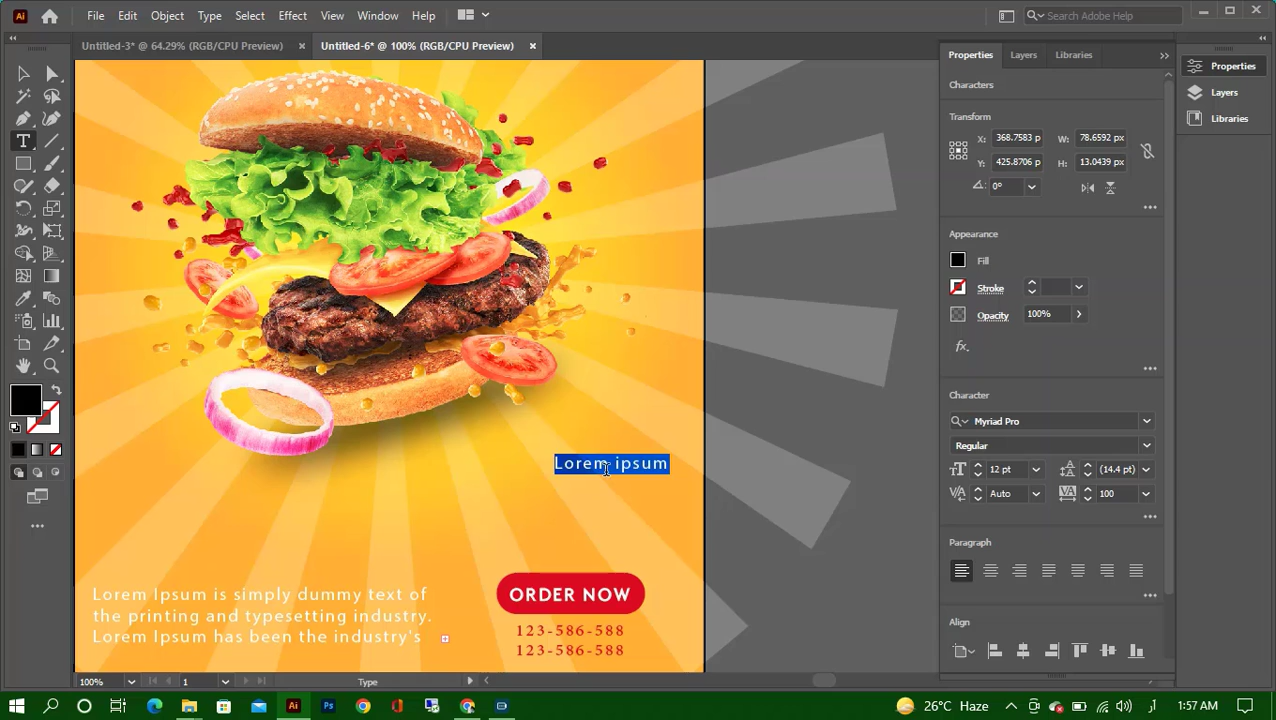 Ai File Edit Object Type Select Effect View Window Help Search Adobe Help
Untitled-3* @ 64.29% (RGB/CPU Preview) × Untitled-6* @ 100% (RGB/CPU Preview) ×
Properties Layers Libraries
Properties
Layers
Libraries
Characters
Transform
X: 368.7583 p W: 78.6592 px
Y: 425.8706 p H: 13.0439 px
0°
Appearance
Fill
Stroke
Opacity 100%
fx.
Character
Myriad Pro
Regular
12 pt (14.4 pt)
Auto 100
Paragraph
Align
Lorem ipsum
Lorem Ipsum is simply dummy text of
the printing and typesetting industry.
Lorem Ipsum has been the industry's
ORDER NOW
123-586-588
123-586-588
100% 1 Type
Ai Ps 26°C Haze 1:57 AM